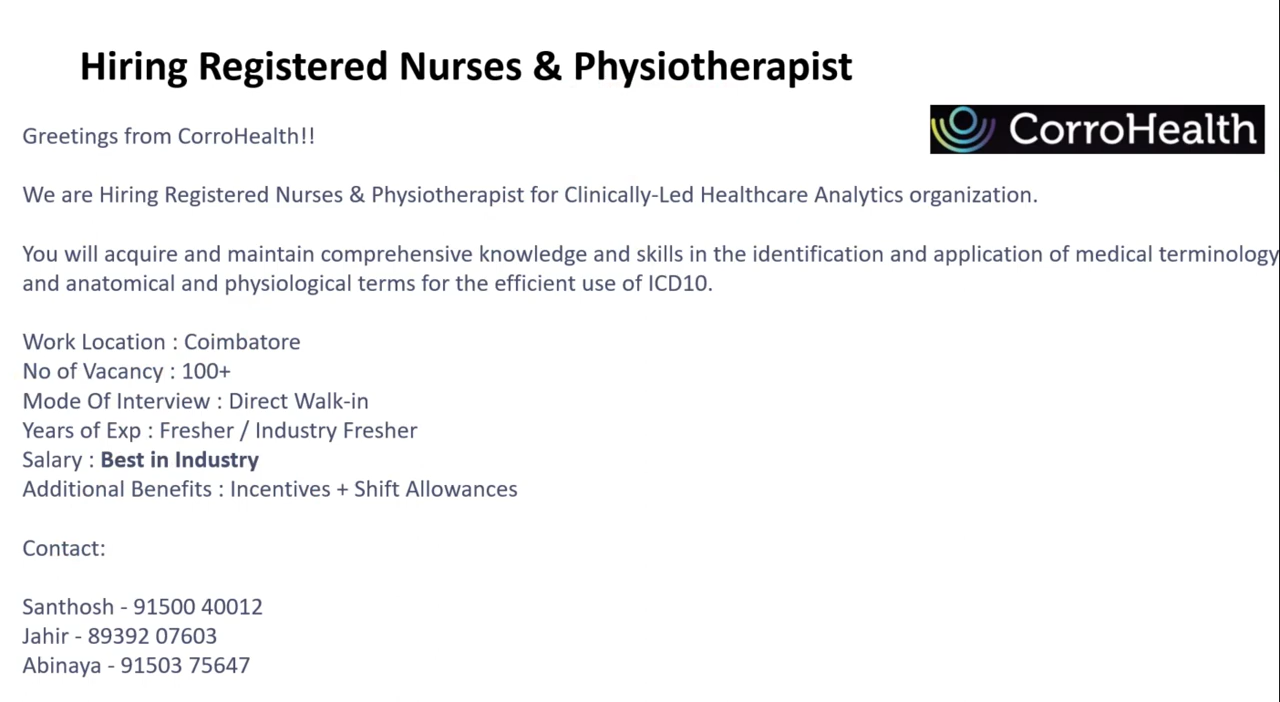 Hiring Registered Nurses & Physiotherapist
CorroHealth
Greetings from CorroHealth!!
We are Hiring Registered Nurses & Physiotherapist for Clinically-Led Healthcare Analytics organization.
You will acquire and maintain comprehensive knowledge and skills in the identification and application of medical terminology
and anatomical and physiological terms for the efficient use of ICD10.
Work Location : Coimbatore
No of Vacancy : 100+
Mode Of Interview : Direct Walk-in
Years of Exp : Fresher / Industry Fresher
Salary : Best in Industry
Additional Benefits : Incentives + Shift Allowances
Contact:
Santhosh - 91500 40012
Jahir - 89392 07603
Abinaya - 91503 75647